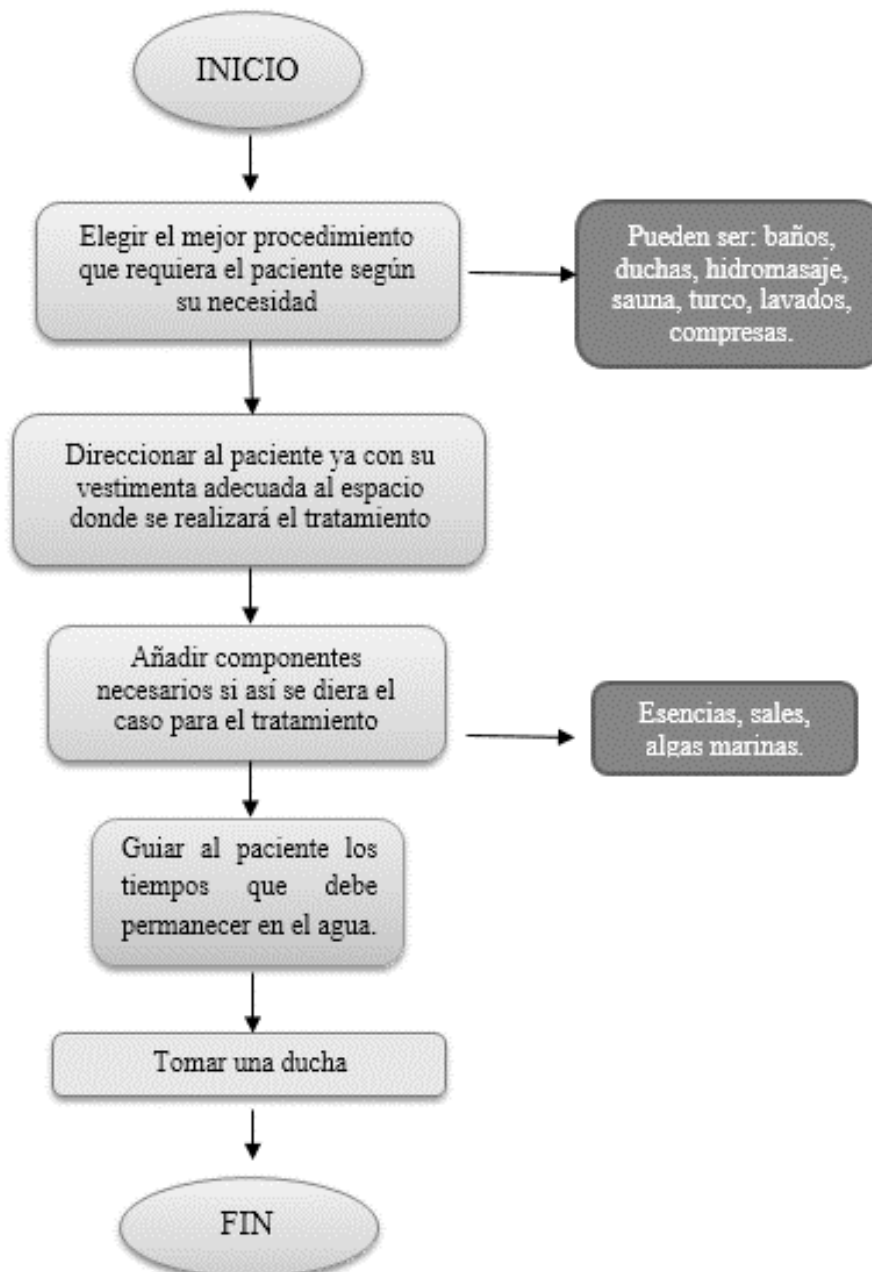 INICIO
Elegir el mejor procedimiento
que requiera el paciente según
su necesidad
Pueden ser: baños,
duchas, hidromasaje,
sauna, turco, lavados,
compresas.
Direccionar al paciente ya con su
vestimenta adecuada al espacio
donde se realizará el tratamiento
Añadir componentes
necesarios si así se diera el
caso para el tratamiento
Esencias, sales,
algas marinas.
Guiar al paciente los
tiempos que debe
permanecer en el agua.
Tomar una ducha
FIN